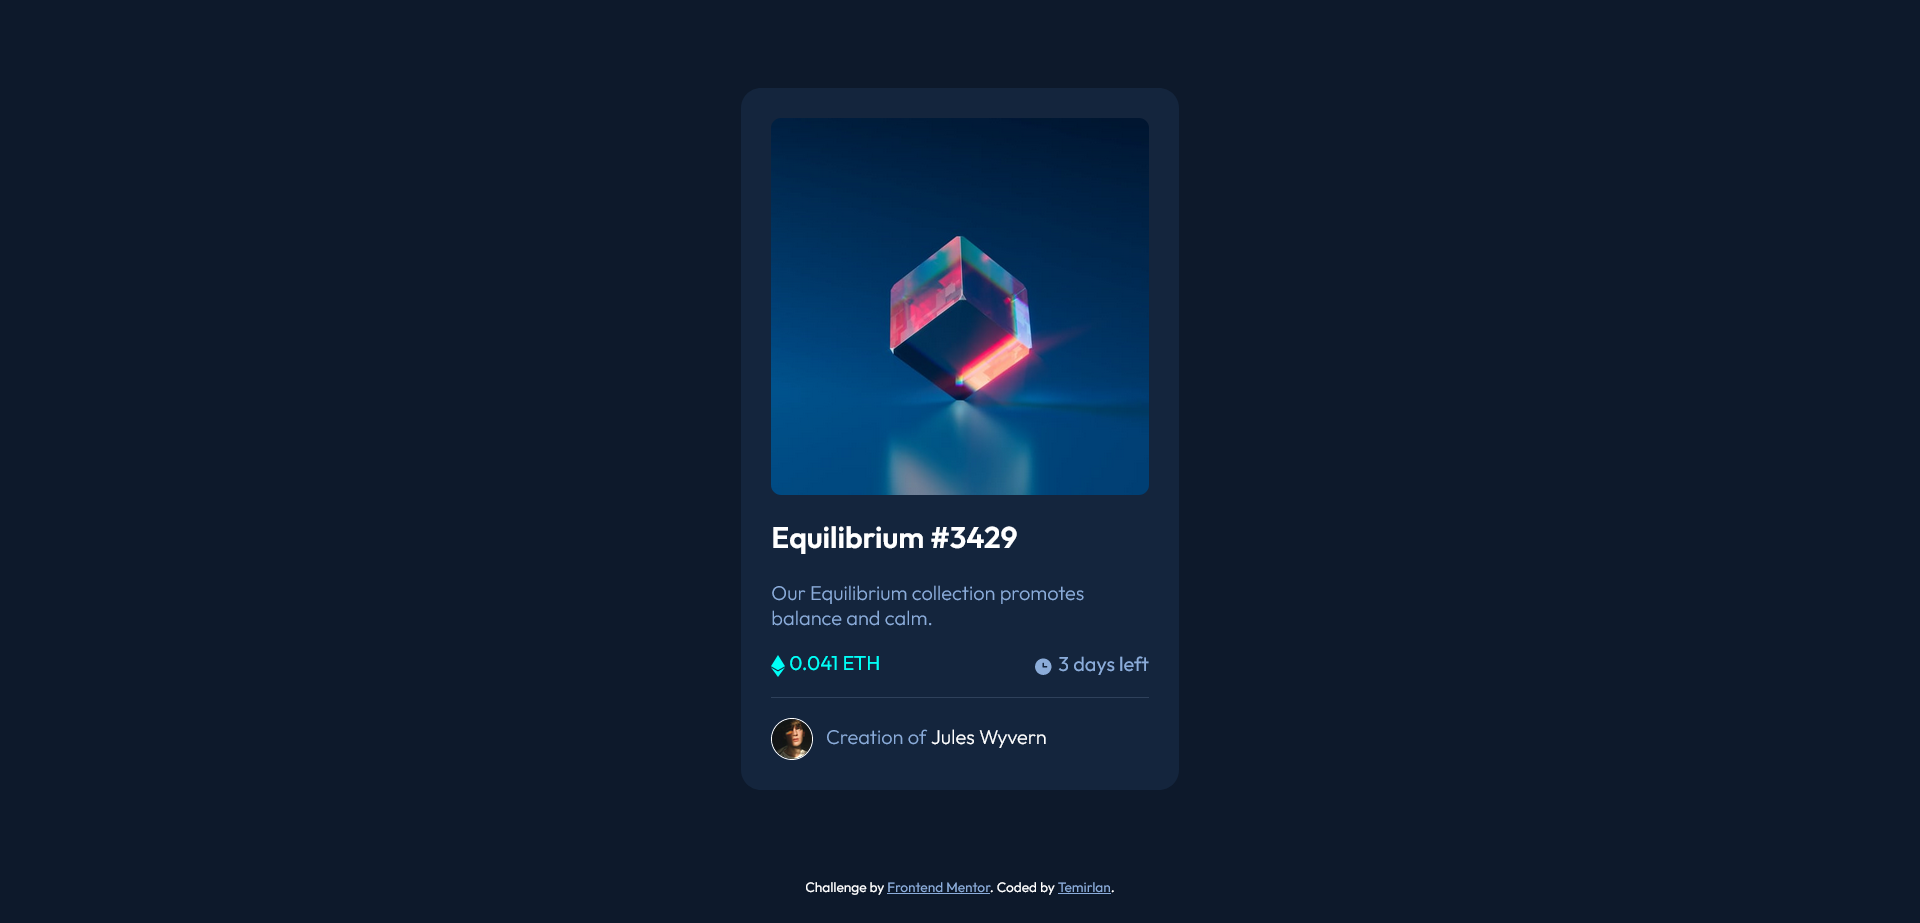 Equilibrium #3429
Our Equilibrium collection promotes
balance and calm.
0.041 ETH
3 days left
Creation of Jules Wyvern
Challenge by Frontend Mentor. Coded by Temirlan.